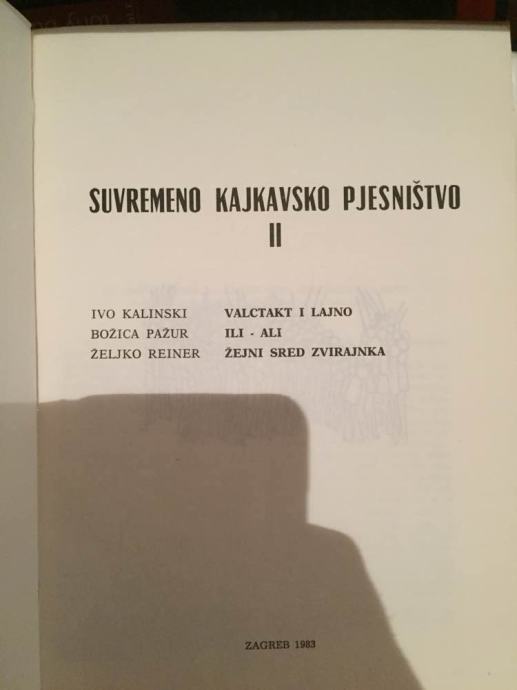 SUVREMENO KAJKAVSKO PJESNIŠTVO
II
IVO KALINSKI VALCTAKT I LAJNO
BOŽICA PAŽUR ILI - ALI
ŽELJKO REINER ŽEJNI SRED ZVIRAJNKA
ZAGREB 1983